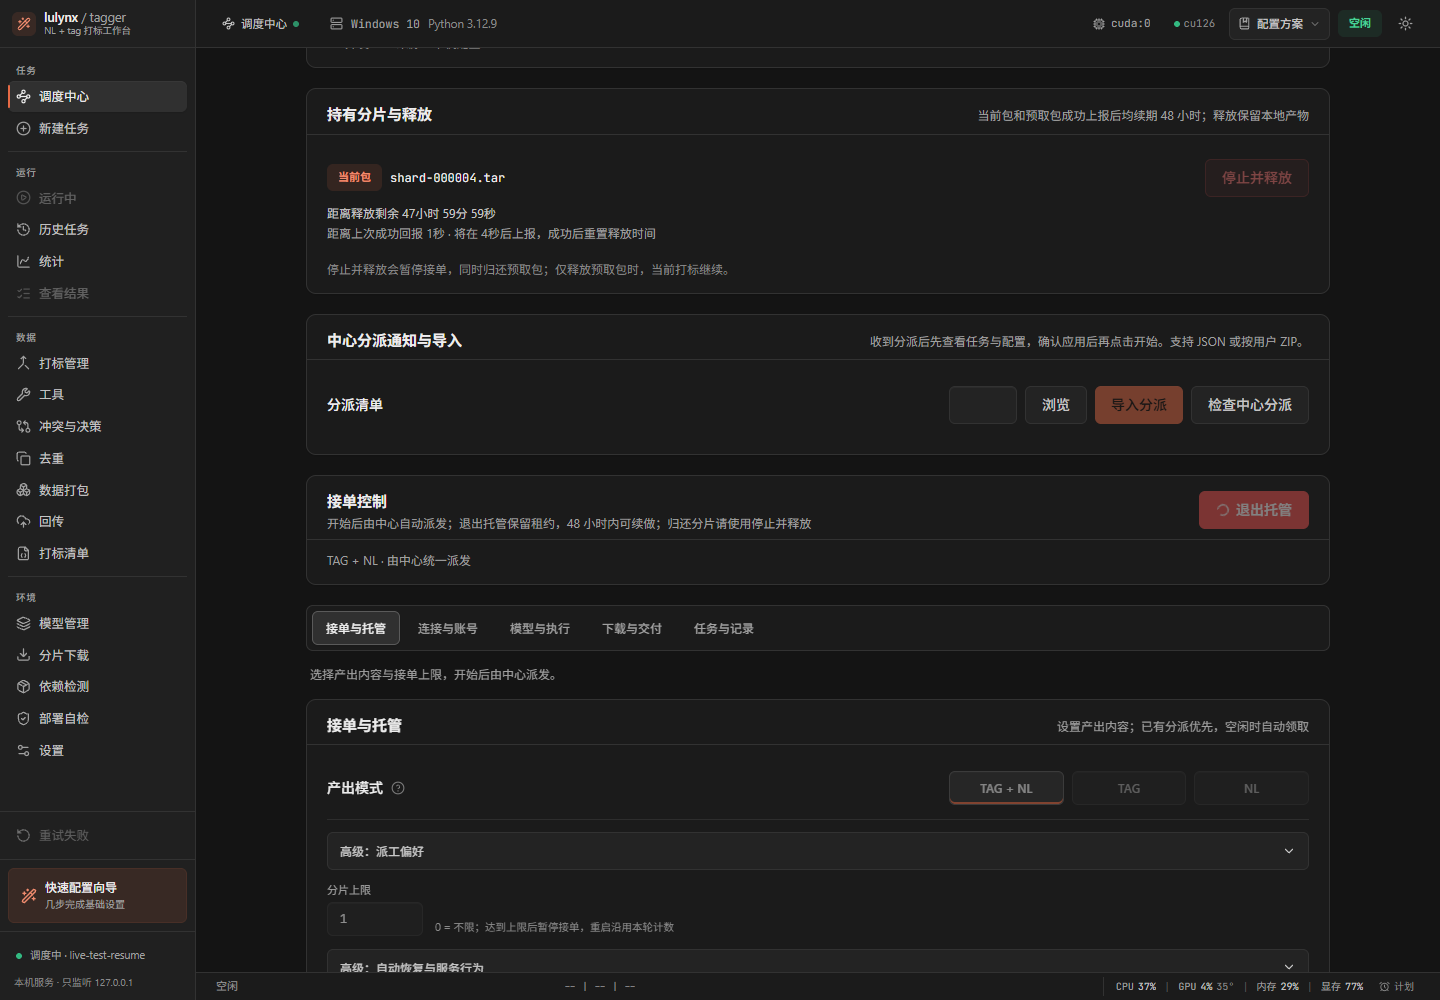 lulynx / tagger
NL + tag 打标工作台
调度中心
Windows 10 Python 3.12.9
cuda:0
cu126
配置方案
空闲
任务
调度中心
新建任务
运行
运行中
历史任务
统计
查看结果
数据
打标管理
工具
冲突与决策
去重
数据打包
回传
打标清单
环境
模型管理
分片下载
依赖检测
部署自检
设置
重试失败
快速配置向导
几步完成基础设置
调度中 · live-test-resume
本机服务 · 只监听 127.0.0.1
持有分片与释放
当前包和预取包成功上报后均续期 48 小时；释放保留本地产物
当前包 shard-000004.tar
停止并释放
距离释放剩余 47小时 59分 59秒
距离上次成功回报 1秒 · 将在 4秒后上报，成功后重置释放时间
停止并释放会暂停接单，同时归还预取包；仅释放预取包时，当前打标继续。
中心分派通知与导入
收到分派后先查看任务与配置，确认应用后再点击开始。支持 JSON 或按用户 ZIP。
分派清单
浏览
导入分派
检查中心分派
接单控制
开始后由中心自动派发；退出托管保留租约，48 小时内可续做；归还分片请使用停止并释放
退出托管
TAG + NL · 由中心统一派发
接单与托管
连接与账号
模型与执行
下载与交付
任务与记录
选择产出内容与接单上限，开始后由中心派发。
接单与托管
设置产出内容；已有分派优先，空闲时自动领取
产出模式
TAG + NL
TAG
NL
高级：派工偏好
分片上限
1
0 = 不限；达到上限后暂停接单，重启沿用本轮计数
高级：自动恢复与服务行为
空闲
-- | -- | --
CPU 37% | GPU 4% 35° | 内存 29% | 显存 77%
计划